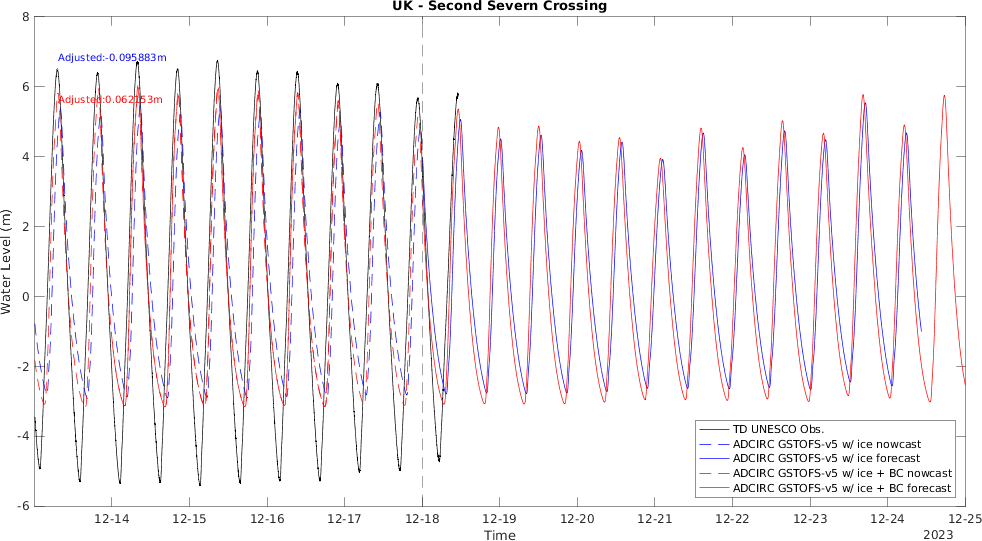 UK - Second Severn Crossing
8
6
4
2
0
-2
-4
-6
Water Level (m)
Adjusted:-0.095883m
Adjusted:0.062153m
TD UNESCO Obs.
ADCIRC GSTOFS-v5 w/ ice nowcast
ADCIRC GSTOFS-v5 w/ ice forecast
ADCIRC GSTOFS-v5 w/ ice + BC nowcast
ADCIRC GSTOFS-v5 w/ ice + BC forecast
12-14 12-15 12-16 12-17 12-18 12-19 12-20 12-21 12-22 12-23 12-24 12-25
2023
Time